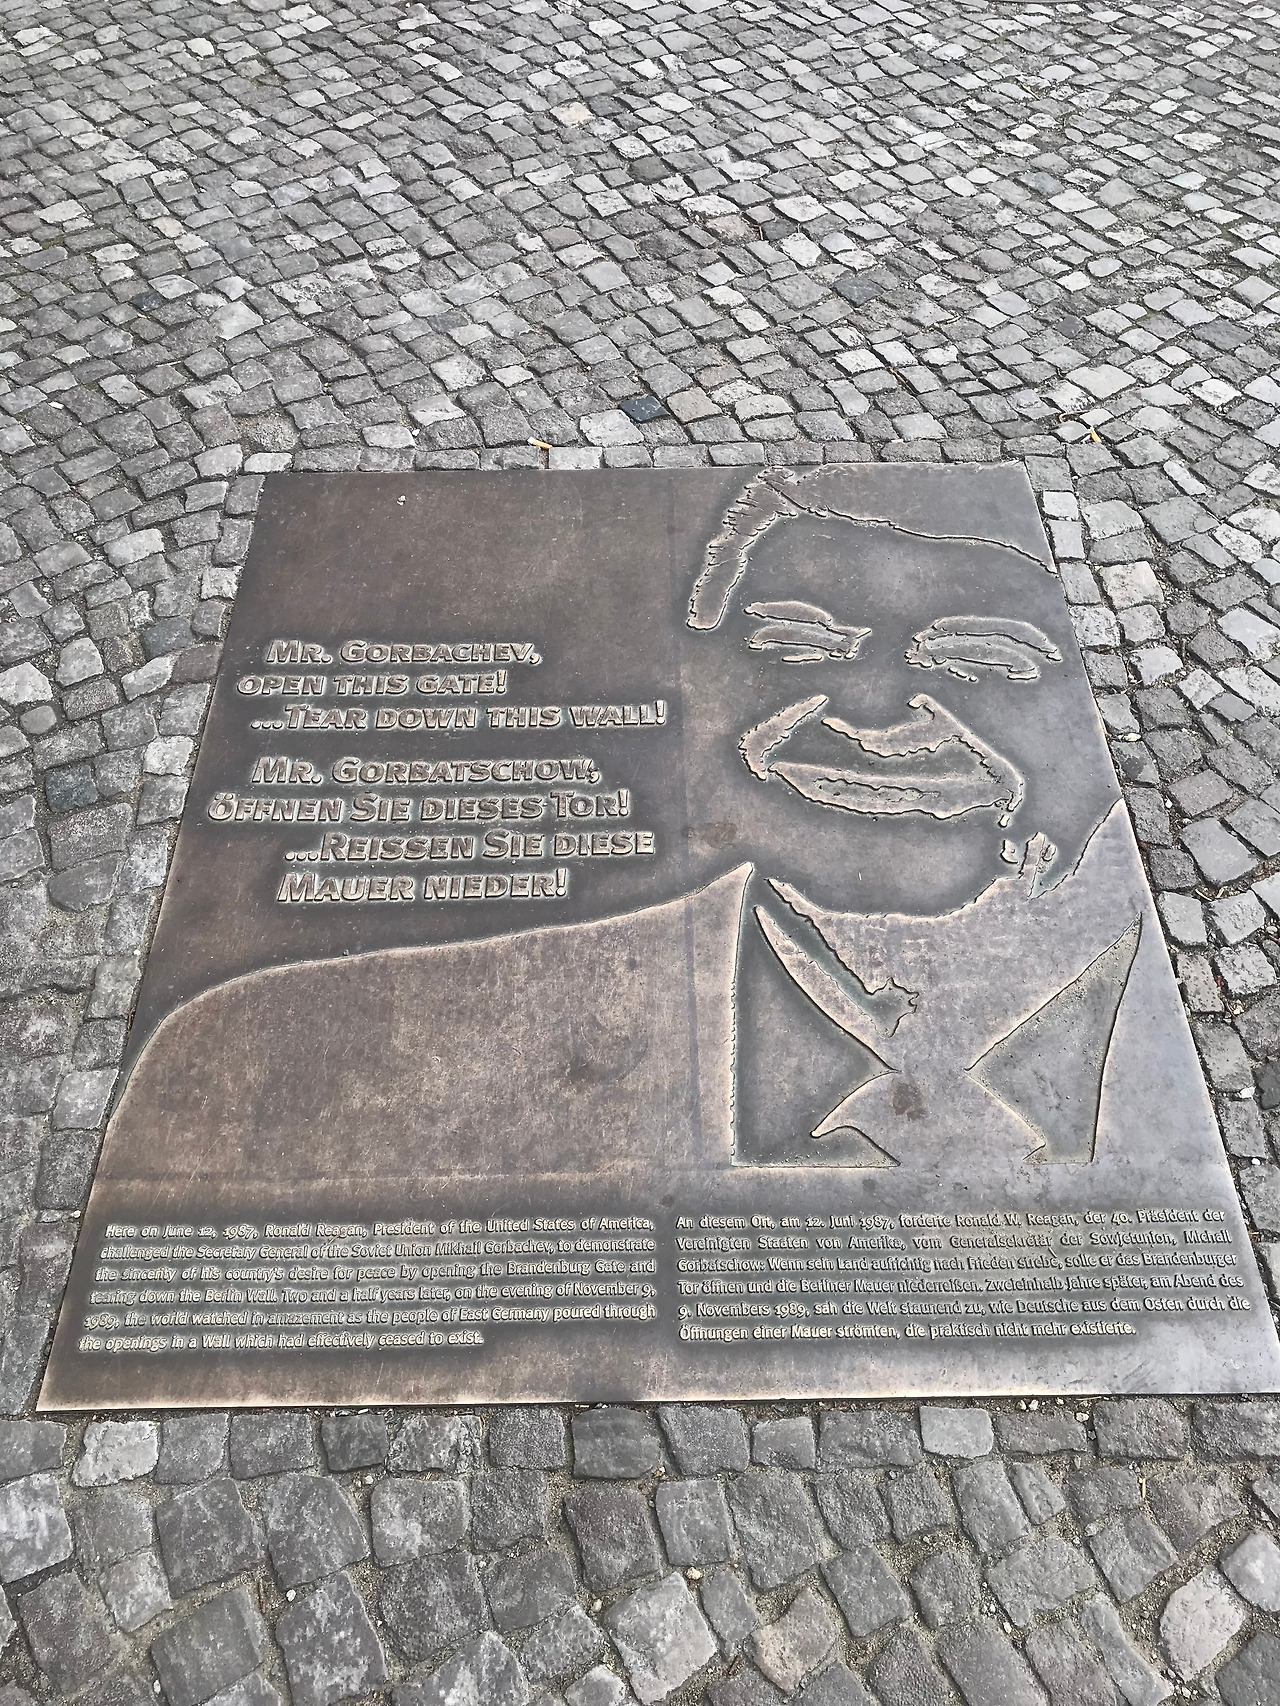 Mr. Gorbachev,
open this gate!
...Tear down this wall!
Mr. Gorbatschow,
öffnen Sie dieses Tor!
...Reissen Sie diese
Mauer nieder!
Here on June 12, 1987, Ronald Reagan, President of the United States of America,
challenged the Secretary General of the Soviet Union Mikhail Gorbachev, to demonstrate
the sincerity of his country's desire for peace by opening the Brandenburg Gate and
tearing down the Berlin Wall. Two and a half years later, on the evening of November 9,
1989, the world watched in amazement as the people of East Germany poured through
the openings in a Wall which had effectively ceased to exist.
An diesem Ort, am 12. Juni 1987, forderte Ronald W. Reagan, der 40. Präsident der
Vereinigten Staaten von Amerika, vom Generalsekretär der Sowjetunion, Michail
Gorbatschow: Wenn sein Land aufrichtig nach Frieden strebe, solle er das Brandenburger
Tor öffnen und die Berliner Mauer niederreißen. Zweieinhalb Jahre später, am Abend des
9. Novembers 1989, sah die Welt staunend zu, wie Deutsche aus dem Osten durch die
Öffnungen einer Mauer strömten, die praktisch nicht mehr existierte.